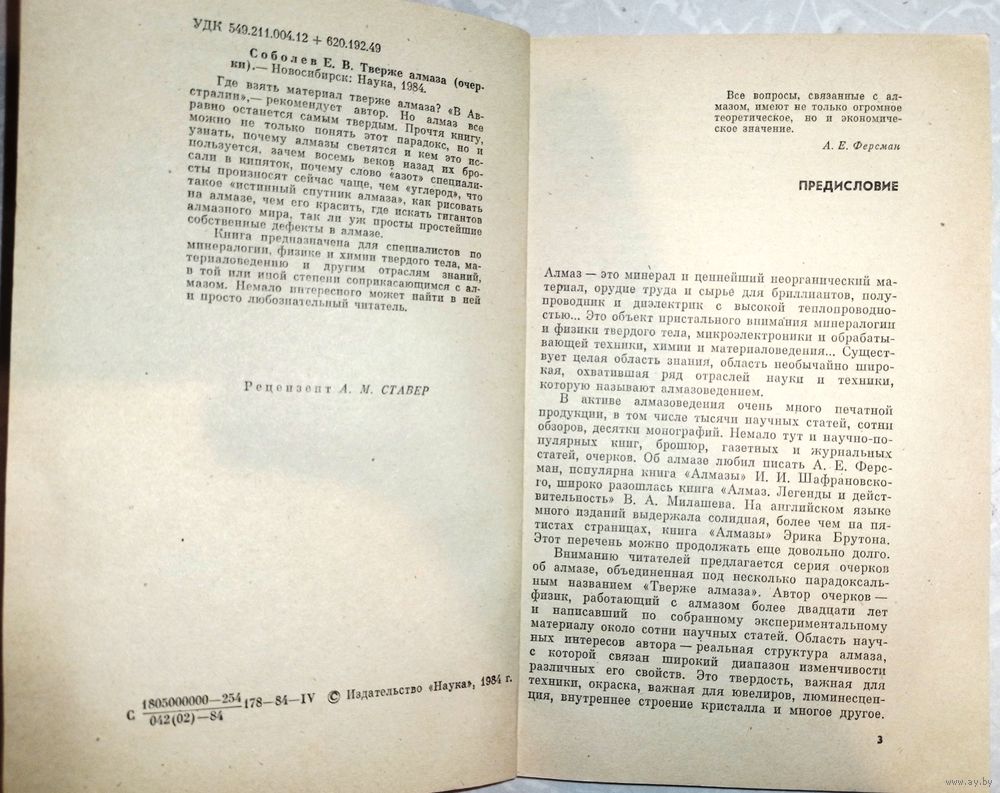 УДК 549.211.004.12 + 620.192.49
Соболев Е. В. Тверже алмаза (очер-
ки).— Новосибирск: Наука, 1984.
Где взять материал тверже алмаза? «В Ав-
стралии»,— рекомендует автор. Но алмаз все
равно останется самым твердым. Прочтя книгу,
можно не только понять этот парадокс, но и
узнать, почему алмазы светятся и кем это ис-
пользуется, зачем восемь веков назад их бро-
сали в кипяток, почему слово «азот» специали-
сты произносят сейчас чаще, чем «углерод», что
такое «истинный спутник алмаза», как рисовать
на алмазе, чем его красить, где искать гигантов
алмазного мира, так ли уж просты простейшие
собственные дефекты в алмазе.
Книга предназначена для специалистов по
минералогии, физике и химии твердого тела, ма-
териаловедению и другим отраслям знаний,
в той или иной степени соприкасающимся с ал-
мазом. Немало интересного может найти в ней
и просто любознательный читатель.
Рецензент А. М. СТАВЕР
С 1805000000—254
042(02)—84 178—84—IV © Издательство «Наука», 1984 г.
Все вопросы, связанные с ал-
мазом, имеют не только огромное
теоретическое, но и экономиче-
ское значение.
А. Е. Ферсман
ПРЕДИСЛОВИЕ
Алмаз — это минерал и ценнейший неорганический ма-
териал, орудие труда и сырье для бриллиантов, полу-
проводник и диэлектрик с высокой теплопроводно-
стью... Это объект пристального внимания минералогии
и физики твердого тела, микроэлектроники и обрабаты-
вающей техники, химии и материаловедения... Сущест-
вует целая область знания, область необычайно широ-
кая, охватившая ряд отраслей науки и техники,
которую называют алмазоведением.
В активе алмазоведения очень много печатной
продукции, в том числе тысячи научных статей, сотни
обзоров, десятки монографий. Немало тут и научно-по-
пулярных книг, брошюр, газетных и журнальных
статей, очерков. Об алмазе любил писать А. Е. Ферс-
ман, популярна книга «Алмазы» И. И. Шафрановско-
го, широко разошлась книга «Алмаз. Легенды и дейст-
вительность» В. А. Милашева. На английском языке
много изданий выдержала солидная, более чем на пя-
тистах страницах, книга «Алмазы» Эрика Брутона.
Этот перечень можно продолжать еще довольно долго.
Вниманию читателей предлагается серия очерков
об алмазе, объединенная под несколько парадоксаль-
ным названием «Тверже алмаза». Автор очерков —
физик, работающий с алмазом более двадцати лет
и написавший по собранному экспериментальному
материалу около сотни научных статей. Область науч-
ных интересов автора — реальная структура алмаза,
с которой связан широкий диапазон изменчивости
различных его свойств. Это твердость, важная для
техники, окраска, важная для ювелиров, люминесцен-
ция, внутреннее строение кристалла и многое другое.
3
www.ay.by